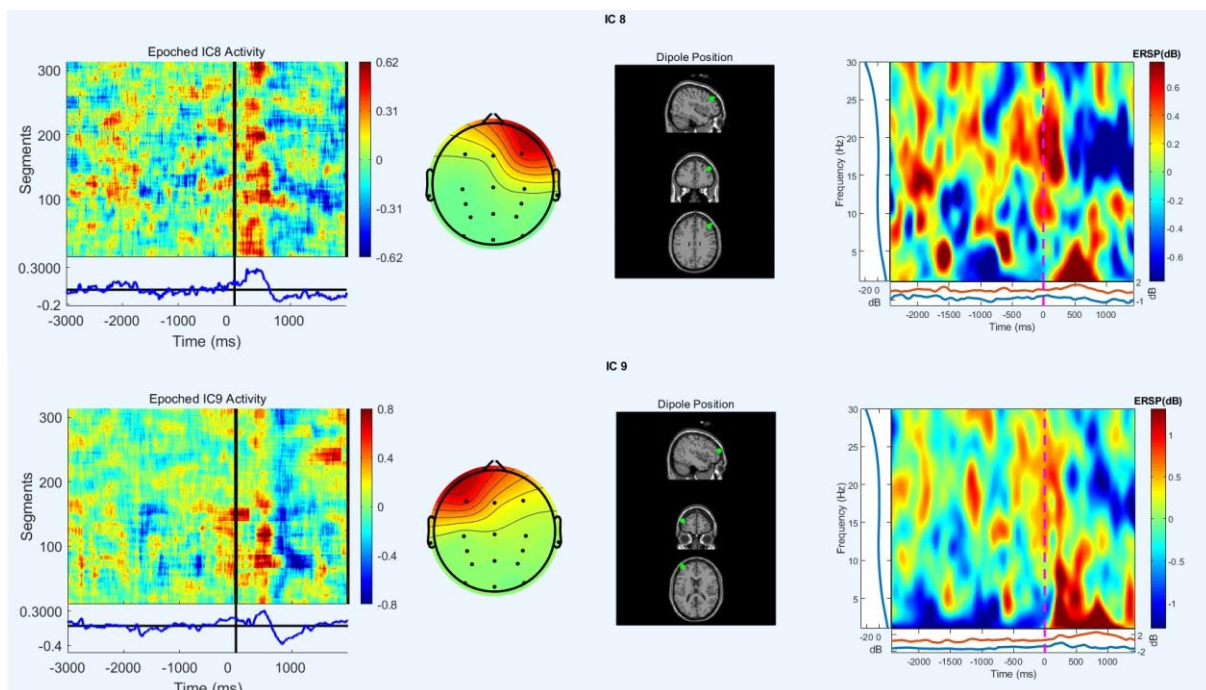 IC 8
Epoched IC8 Activity
Dipole Position
ERSP(dB)
300
200
100
Segments
0.62
0.31
0
-0.31
-0.62
0.3000
-0.2
-3000 -2000 -1000 0 1000
Time (ms)
30
25
20
15
10
5
Frequency (Hz)
0.6
0.4
0.2
0
-0.2
-0.4
-0.6
-20 0
dB
2
-1
dB
-2000 -1500 -1000 -500 0 500 1000
Time (ms)
IC 9
Epoched IC9 Activity
Dipole Position
ERSP(dB)
300
200
100
Segments
0.8
0.4
0
-0.4
-0.8
0.3000
-0.4
-3000 -2000 -1000 0 1000
Time (ms)
30
25
20
15
10
5
Frequency (Hz)
1
0.5
0
-0.5
-1
-20 0
dB
2
-2
dB
-2000 -1500 -1000 -500 0 500 1000
Time (ms)